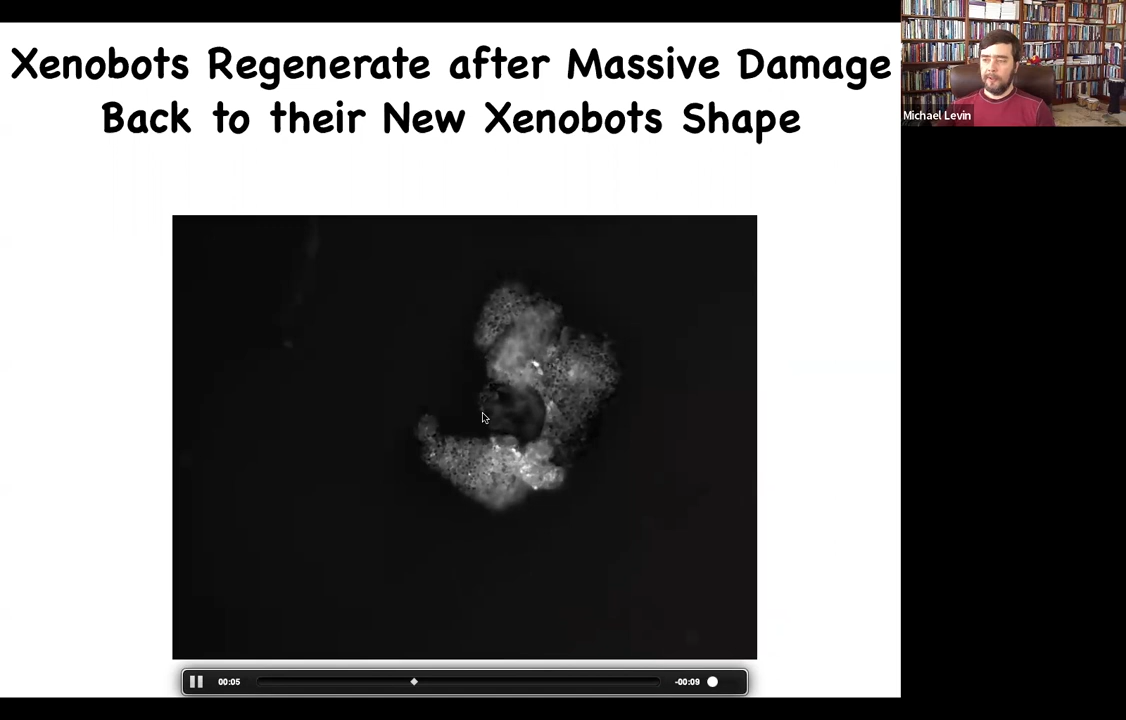 Xenobots Regenerate after Massive Damage
Back to their New Xenobots Shape
Michael Levin
00:05
-00:09